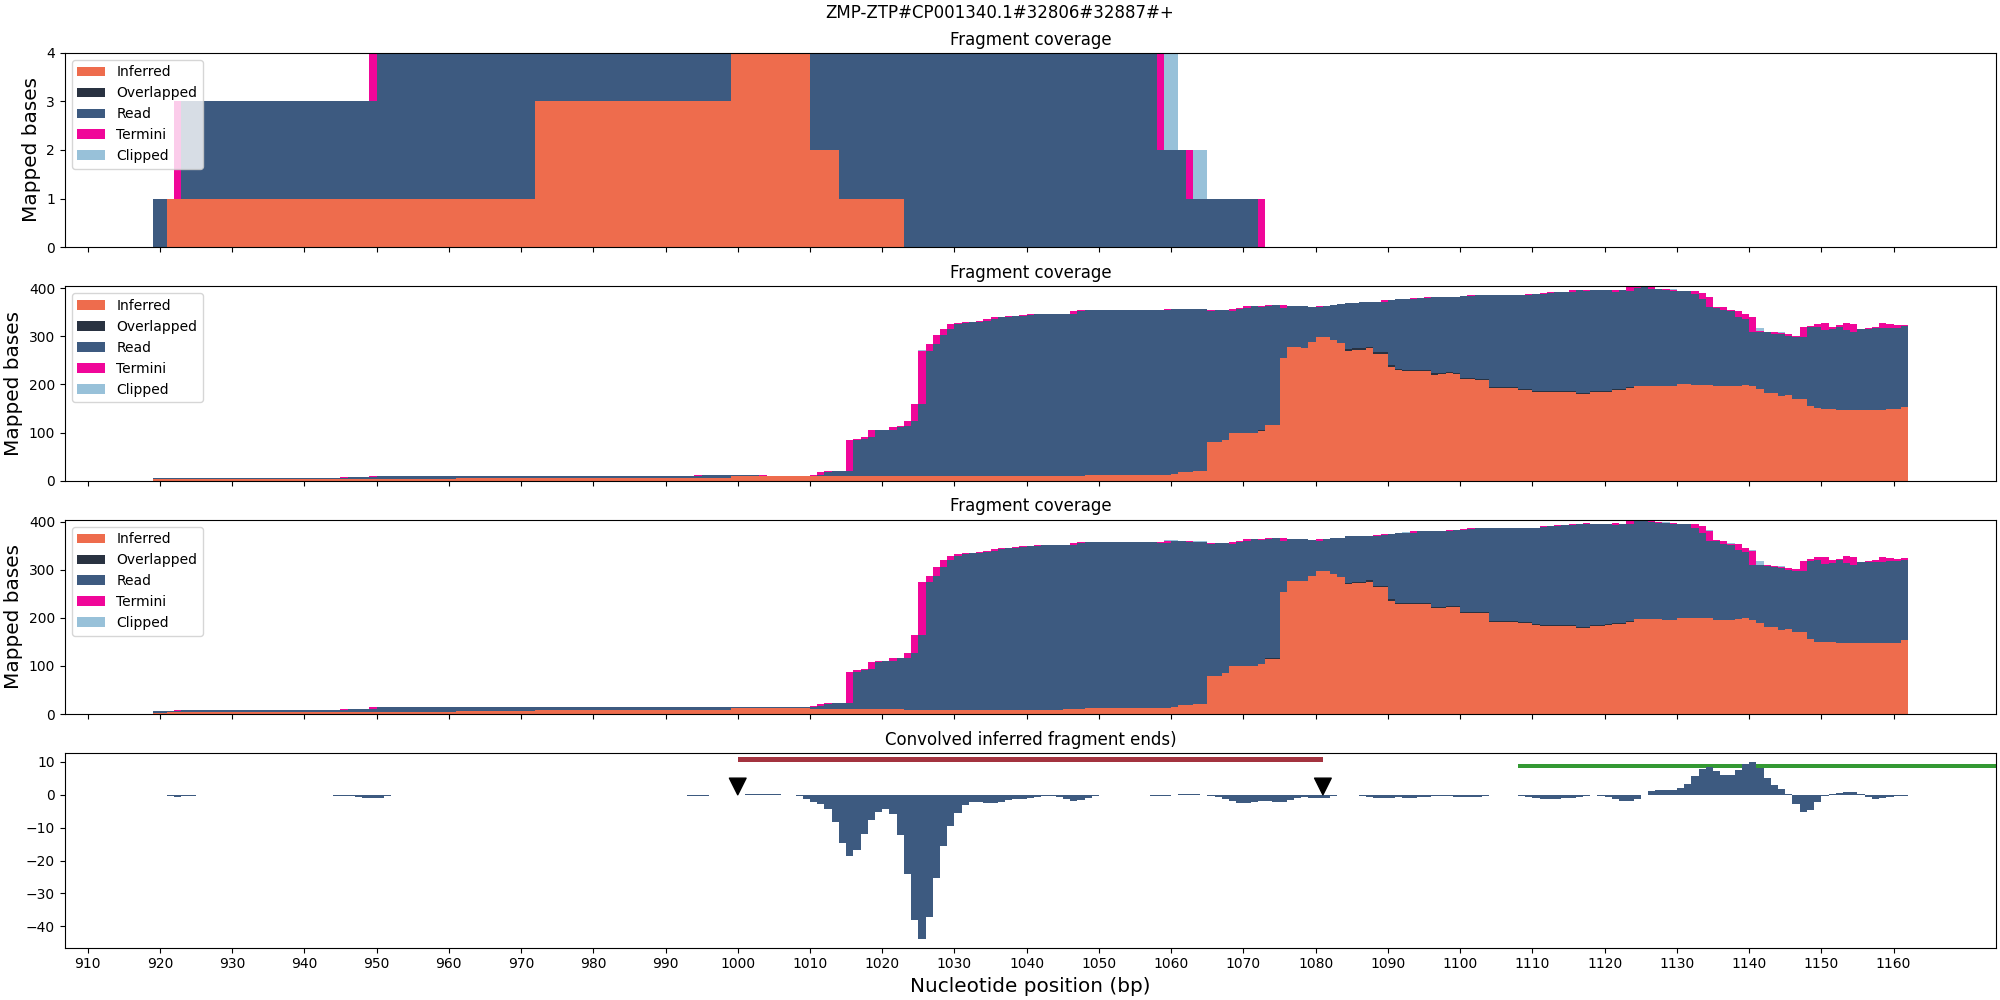 ZMP-ZTP#CP001340.1#32806#32887#+
Fragment coverage
Mapped bases
4
3
2
1
0
Inferred
Overlapped
Read
Termini
Clipped
Fragment coverage
Mapped bases
400
300
200
100
0
Inferred
Overlapped
Read
Termini
Clipped
Fragment coverage
Mapped bases
400
300
200
100
0
Inferred
Overlapped
Read
Termini
Clipped
Convolved inferred fragment ends)
10
0
−10
−20
−30
−40
910 920 930 940 950 960 970 980 990 1000 1010 1020 1030 1040 1050 1060 1070 1080 1090 1100 1110 1120 1130 1140 1150 1160
Nucleotide position (bp)